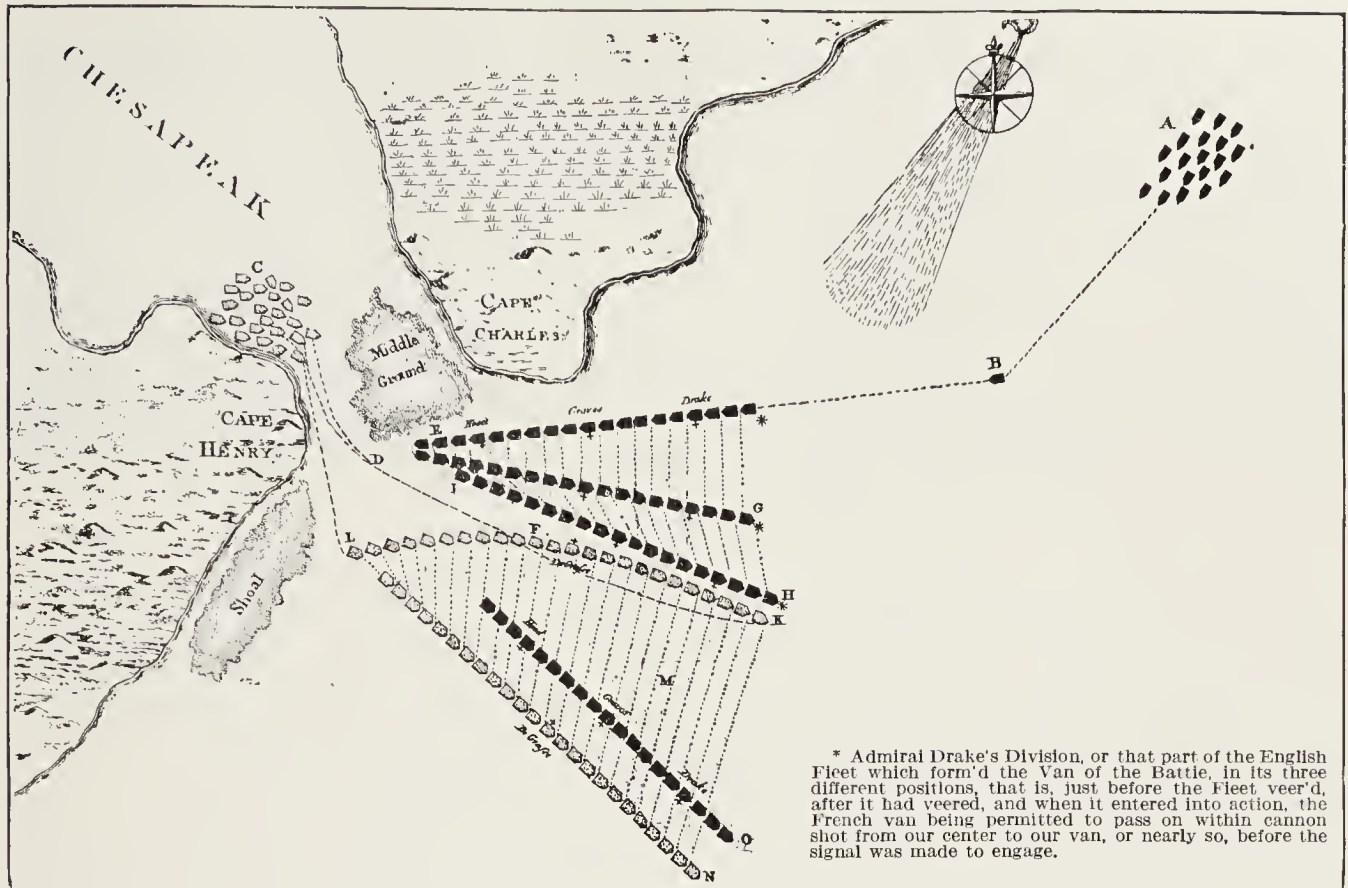 CHESAPEAK
A
C
CAPE
CHARLES
Middle
Ground
B
Drake
Graves
Hood
E
CAPE
HENRY
D
I
G
L
F
De Grasse
H
K
Shoal
Hood
M
Graves
De Grasse
Drake
O
N
* Admiral Drake's Division, or that part of the English
Fleet which form'd the Van of the Battle, in its three
different positions, that is, just before the Fleet veer'd,
after it had veered, and when it entered into action, the
French van being permitted to pass on within cannon
shot from our center to our van, or nearly so, before the
signal was made to engage.